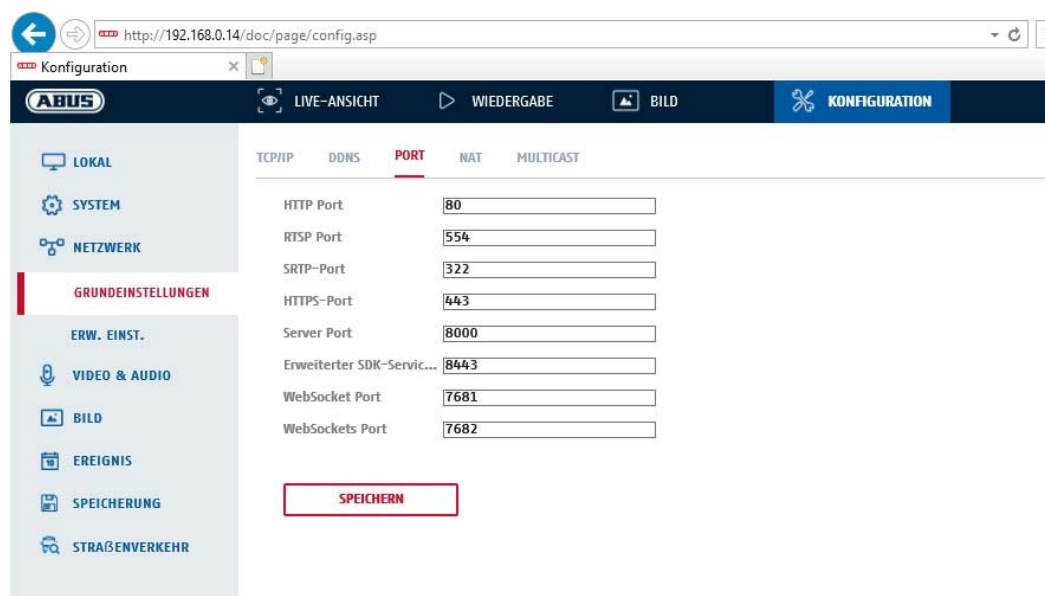 http://192.168.0.14/doc/page/config.asp
Konfiguration
ABUS
LIVE-ANSICHT
WIEDERGABE
BILD
KONFIGURATION
LOKAL
SYSTEM
NETZWERK
GRUNDEINSTELLUNGEN
ERW. EINST.
VIDEO & AUDIO
BILD
EREIGNIS
SPEICHERUNG
STRAßENVERKEHR
TCP/IP DDNS PORT NAT MULTICAST
HTTP Port 80
RTSP Port 554
SRTP-Port 322
HTTPS-Port 443
Server Port 8000
Erweiterter SDK-Servic... 8443
WebSocket Port 7681
WebSockets Port 7682
SPEICHERN